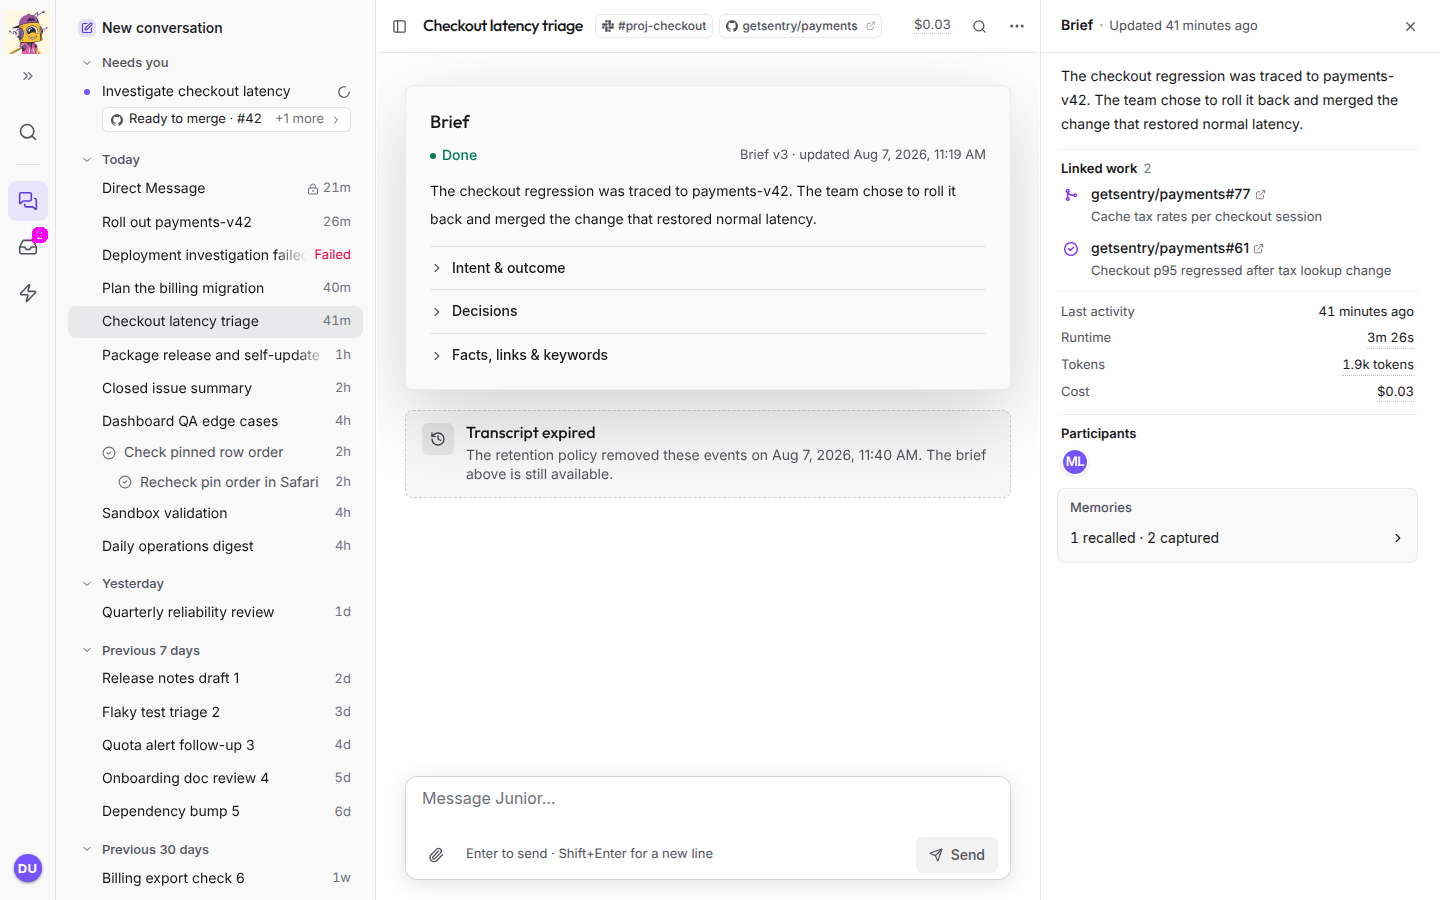 New conversation
Needs you
Investigate checkout latency
Ready to merge · #42 +1 more
Today
Direct Message 21m
Roll out payments-v42 26m
Deployment investigation failed Failed
Plan the billing migration 40m
Checkout latency triage 41m
Package release and self-update 1h
Closed issue summary 2h
Dashboard QA edge cases 4h
Check pinned row order 2h
Recheck pin order in Safari 2h
Sandbox validation 4h
Daily operations digest 4h
Yesterday
Quarterly reliability review 1d
Previous 7 days
Release notes draft 1 2d
Flaky test triage 2 3d
Quota alert follow-up 3 4d
Onboarding doc review 4 5d
Dependency bump 5 6d
Previous 30 days
Billing export check 6 1w
DU
Checkout latency triage #proj-checkout getsentry/payments $0.03
Brief
Done Brief v3 · updated Aug 7, 2026, 11:19 AM
The checkout regression was traced to payments-v42. The team chose to roll it
back and merged the change that restored normal latency.
Intent & outcome
Decisions
Facts, links & keywords
Transcript expired
The retention policy removed these events on Aug 7, 2026, 11:40 AM. The brief
above is still available.
Message Junior...
Enter to send · Shift+Enter for a new line
Send
Brief · Updated 41 minutes ago
The checkout regression was traced to payments-
v42. The team chose to roll it back and merged the
change that restored normal latency.
Linked work 2
getsentry/payments#77
Cache tax rates per checkout session
getsentry/payments#61
Checkout p95 regressed after tax lookup change
Last activity 41 minutes ago
Runtime 3m 26s
Tokens 1.9k tokens
Cost $0.03
Participants
ML
Memories
1 recalled · 2 captured